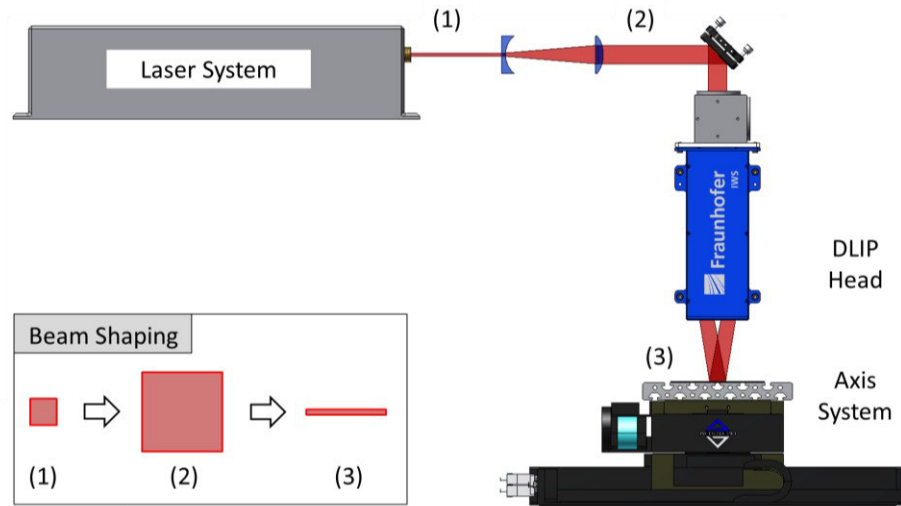 (1)
(2)
Laser System
Fraunhofer
IWS
DLIP
Head
(3)
Axis
System
Beam Shaping
(1)
(2)
(3)